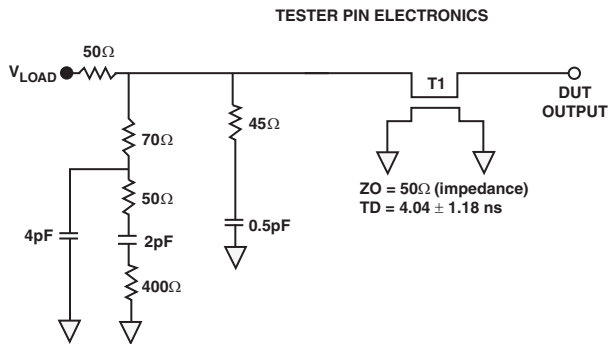 TESTER PIN ELECTRONICS
50Ω
VLOAD
T1
DUT
OUTPUT
70Ω
45Ω
50Ω
ZO = 50Ω (impedance)
TD = 4.04 ± 1.18 ns
4pF
2pF
0.5pF
400Ω